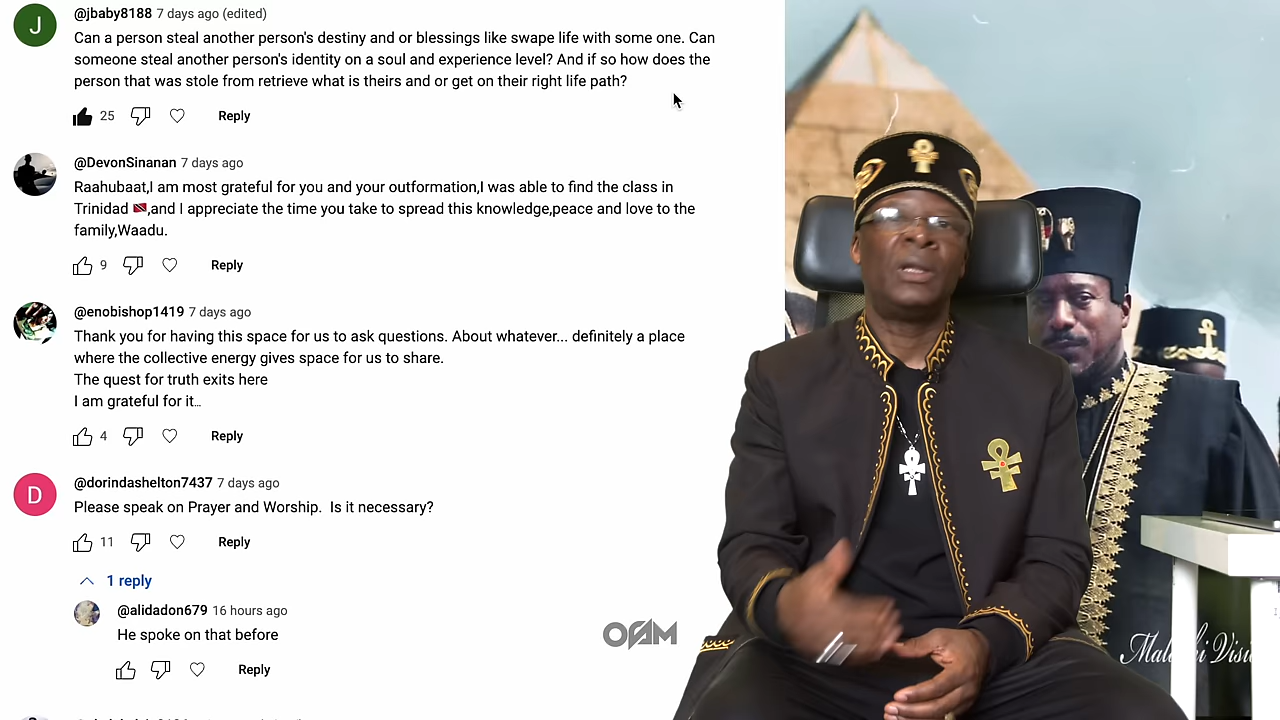 @jbaby8188 7 days ago (edited)
Can a person steal another person's destiny and or blessings like swape life with some one. Can
someone steal another person's identity on a soul and experience level? And if so how does the
person that was stole from retrieve what is theirs and or get on their right life path?
25 Reply
@DevonSinanan 7 days ago
Raahubaat,I am most grateful for you and your outformation,I was able to find the class in
Trinidad 🇹🇹,and I appreciate the time you take to spread this knowledge,peace and love to the
family,Waadu.
9 Reply
@enobishop1419 7 days ago
Thank you for having this space for us to ask questions. About whatever... definitely a place
where the collective energy gives space for us to share.
The quest for truth exits here
I am grateful for it…
4 Reply
D
@dorindashelton7437 7 days ago
Please speak on Prayer and Worship.  Is it necessary?
11 Reply
1 reply
@alidadon679 16 hours ago
He spoke on that before
Reply
J
OFAM